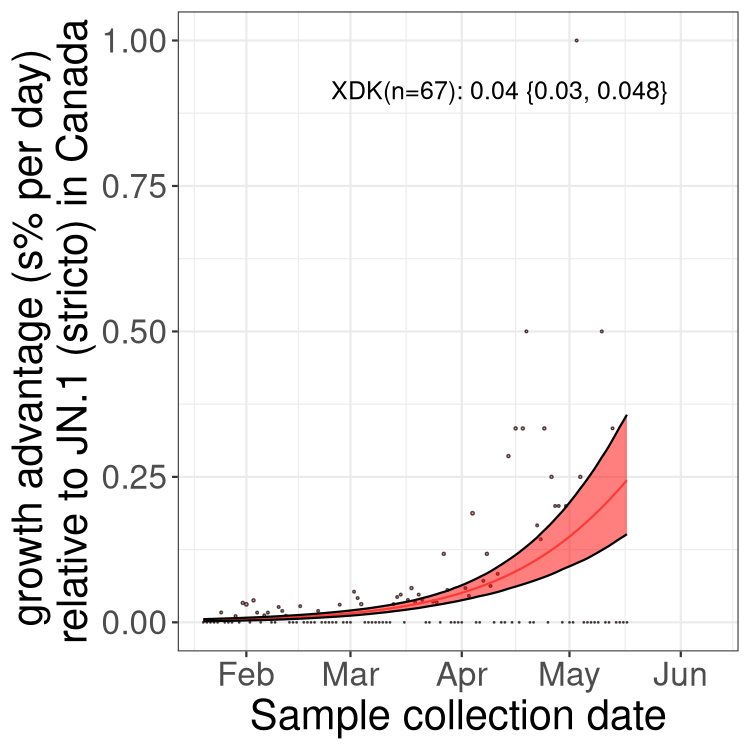 growth advantage (s% per day)
relative to JN.1 (stricto) in Canada
1.00
0.75
0.50
0.25
0.00
XDK(n=67): 0.04 {0.03, 0.048}
Feb Mar Apr May Jun
Sample collection date